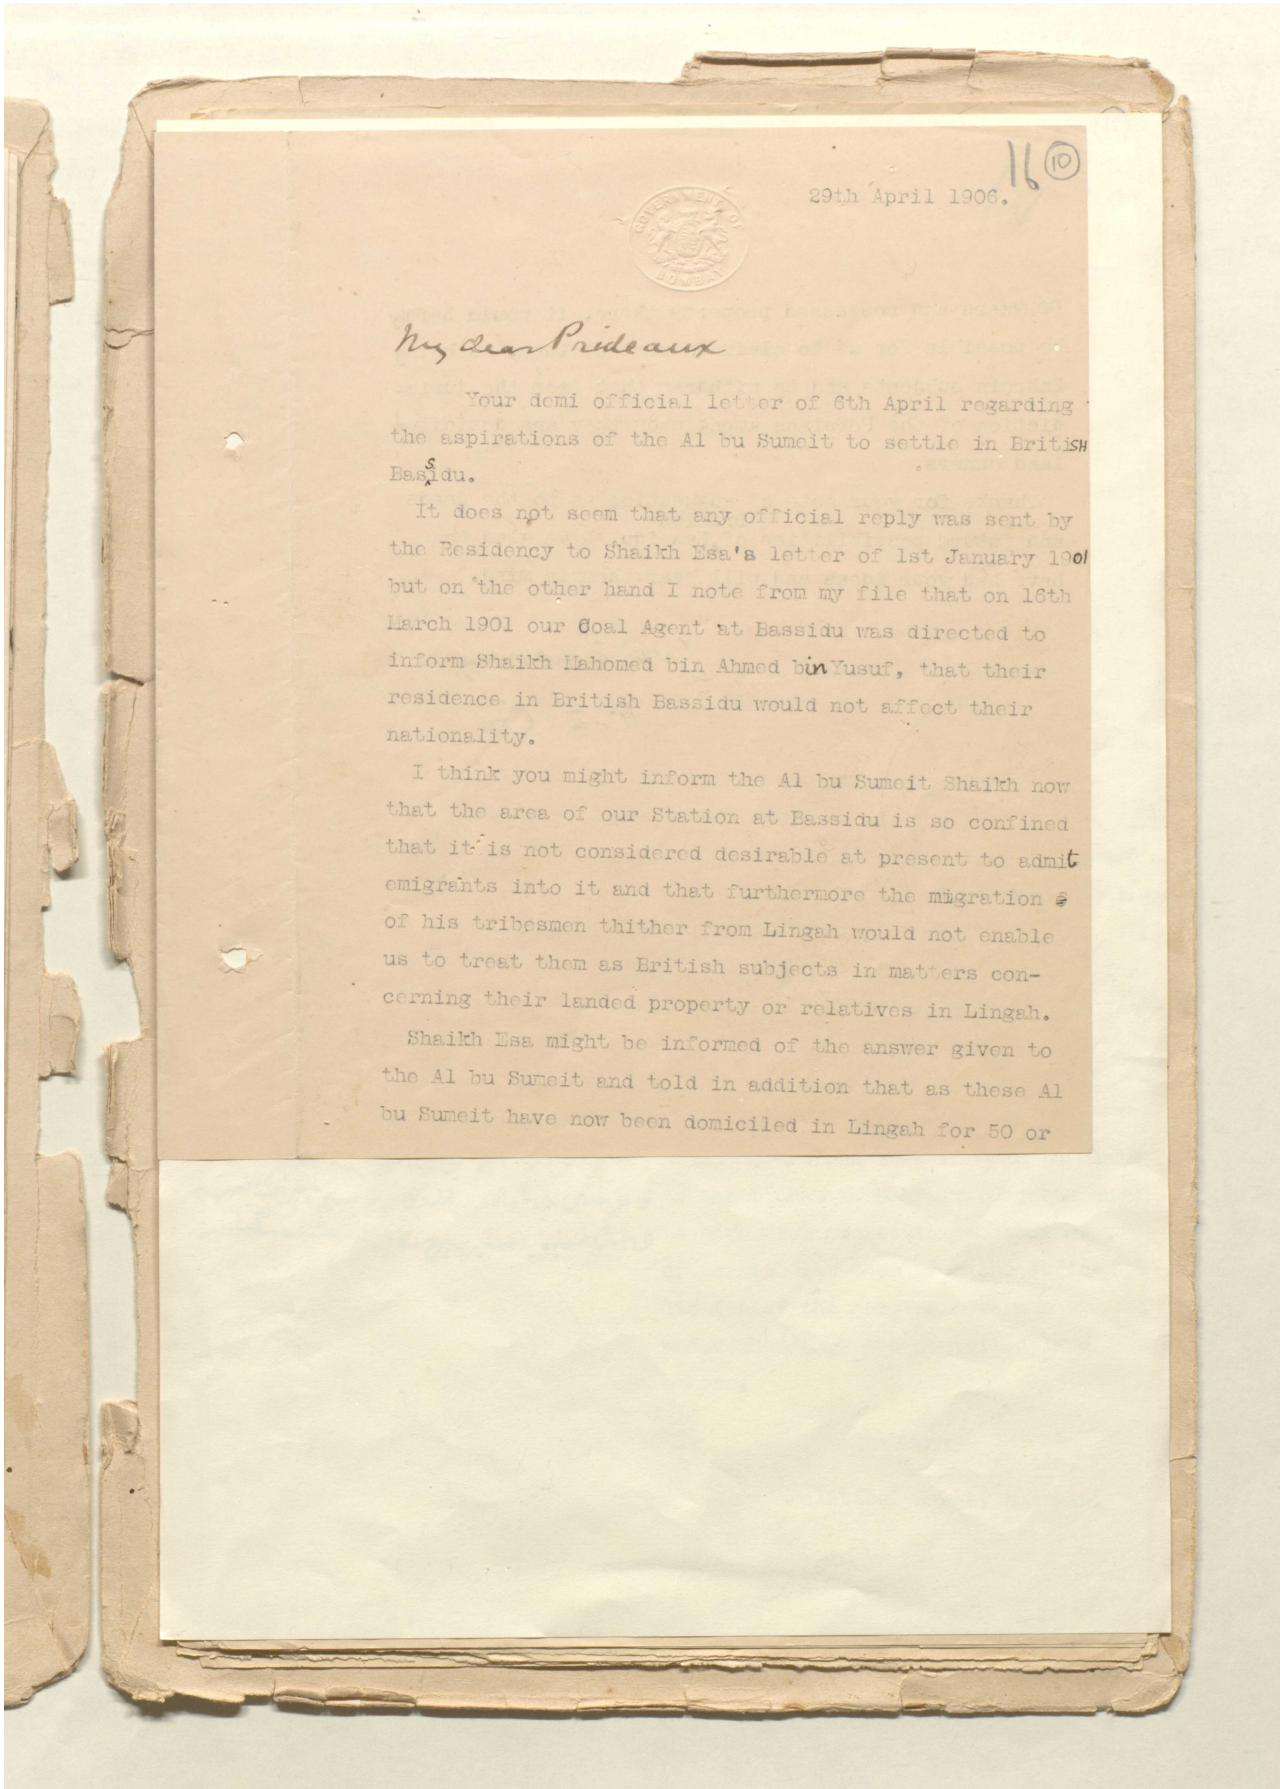 16 10
29th April 1906.
GOVERNMENT OF
BOMBAY
My dear Prideaux
Your demi official letter of 6th April regarding
the aspirations of the Al bu Sumeit to settle in British
Bassidu.
It does not seem that any official reply was sent by
the Residency to Shaikh Esa's letter of 1st January 1901
but on the other hand I note from my file that on 16th
March 1901 our Coal Agent at Bassidu was directed to
inform Shaikh Mahomed bin Ahmed bin Yusuf, that their
residence in British Bassidu would not affect their
nationality.
I think you might inform the Al bu Sumeit Shaikh now
that the area of our Station at Bassidu is so confined
that it is not considered desirable at present to admit
emigrants into it and that furthermore the migration
of his tribesmen thither from Lingah would not enable
us to treat them as British subjects in matters con-
cerning their landed property or relatives in Lingah.
Shaikh Esa might be informed of the answer given to
the Al bu Sumeit and told in addition that as these Al
bu Sumeit have now been domiciled in Lingah for 50 or